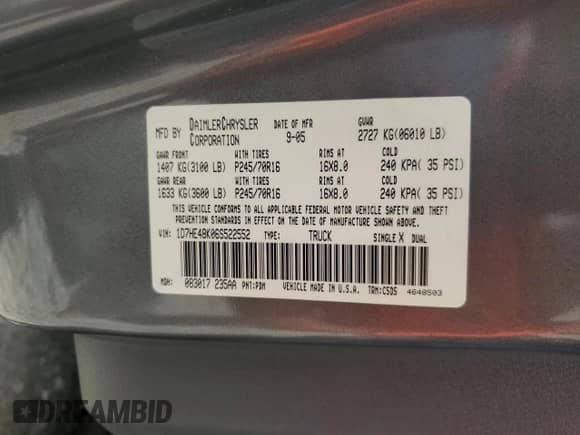 MFD BY DAIMLERCHRYSLER CORPORATION DATE OF MFR 9-05 GVWR 2727 KG(06010 LB)
GAWR FRONT WITH TIRES RIMS AT COLD
1407 KG(3100 LB) P245/70R16 16X8.0 240 KPA( 35 PSI)
GAWR REAR WITH TIRES RIMS AT COLD
1633 KG(3600 LB) P245/70R16 16X8.0 240 KPA( 35 PSI)
THIS VEHICLE CONFORMS TO ALL APPLICABLE FEDERAL MOTOR VEHICLE SAFETY AND THEFT PREVENTION STANDARDS IN EFFECT ON THE DATE OF MANUFACTURE SHOWN ABOVE.
VIN: 1D7HE48K06S522552 TYPE: TRUCK SINGLE X DUAL
MDH: 083017 235AA PNT:PDM VEHICLE MADE IN U.S.A. TRM:C5D5 4648503
DREAMBID